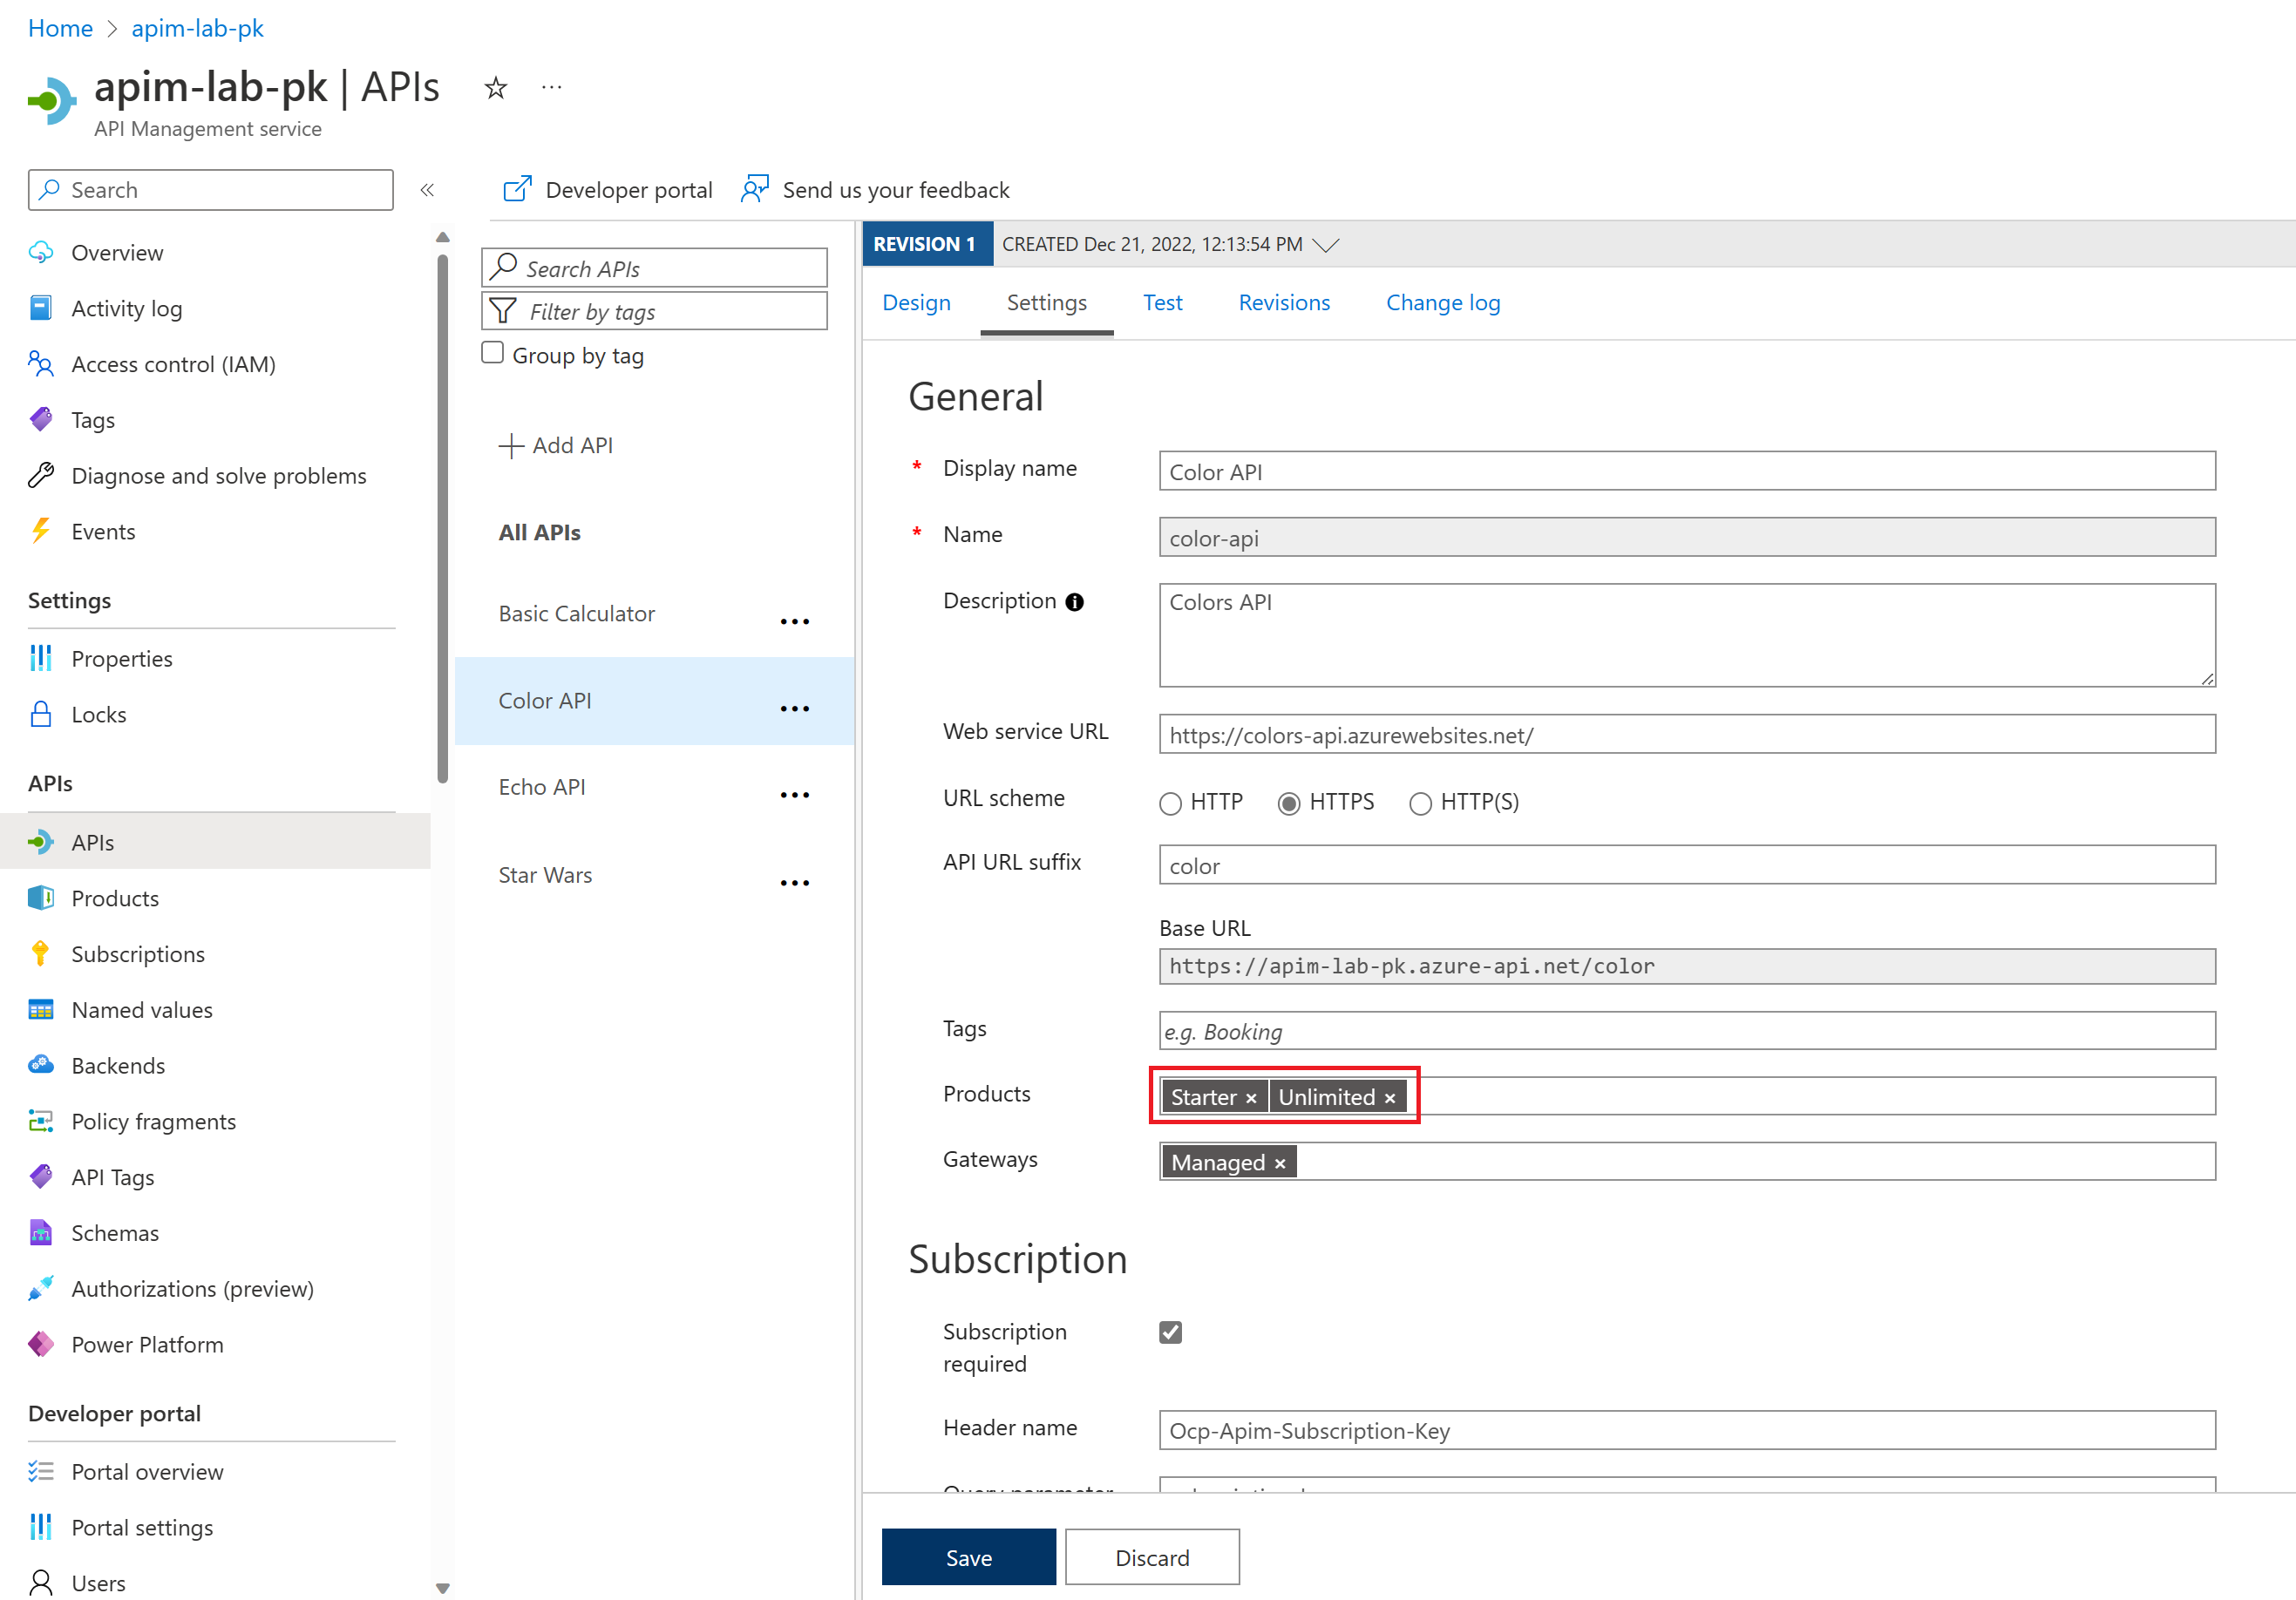 Home > apim-lab-pk
apim-lab-pk | APIs
API Management service
Search
Overview
Activity log
Access control (IAM)
Tags
Diagnose and solve problems
Events
Settings
Properties
Locks
APIs
APIs
Products
Subscriptions
Named values
Backends
Policy fragments
API Tags
Schemas
Authorizations (preview)
Power Platform
Developer portal
Portal overview
Portal settings
Users
Developer portal
Send us your feedback
Search APIs
Filter by tags
Group by tag
Add API
All APIs
Basic Calculator
Color API
Echo API
Star Wars
REVISION 1 CREATED Dec 21, 2022, 12:13:54 PM
Design Settings Test Revisions Change log
General
* Display name Color API
* Name color-api
Description Colors API
Web service URL https://colors-api.azurewebsites.net/
URL scheme HTTP HTTPS HTTP(S)
API URL suffix color
Base URL
https://apim-lab-pk.azure-api.net/color
Tags e.g. Booking
Products Starter × Unlimited ×
Gateways Managed ×
Subscription
Subscription
required
Header name Ocp-Apim-Subscription-Key
Query parameter
Save Discard